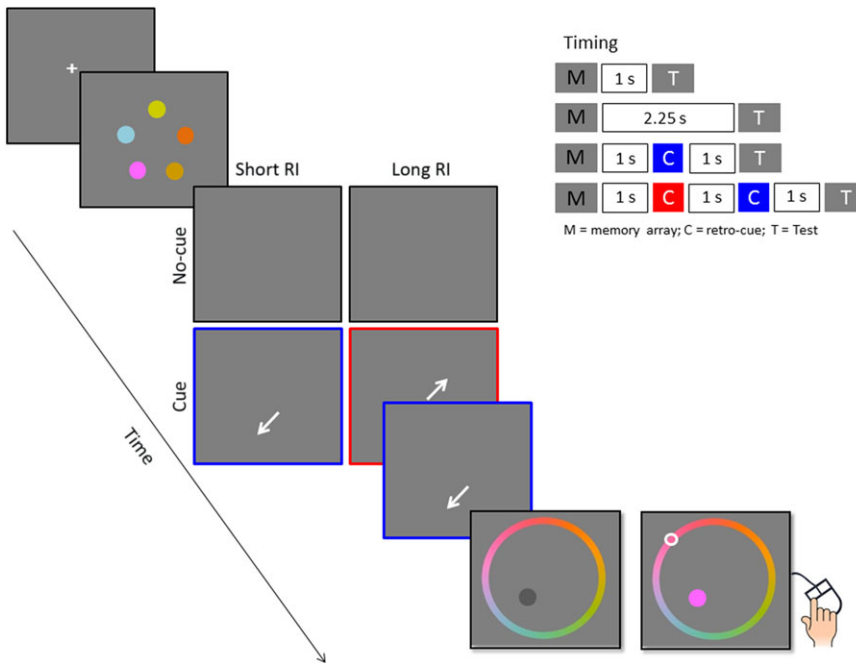 Timing
M 1 s T
M 2.25 s T
M 1 s C 1 s T
M 1 s C 1 s C 1 s T
M = memory array; C = retro-cue; T = Test
Short RI Long RI
No-cue
Cue
Time